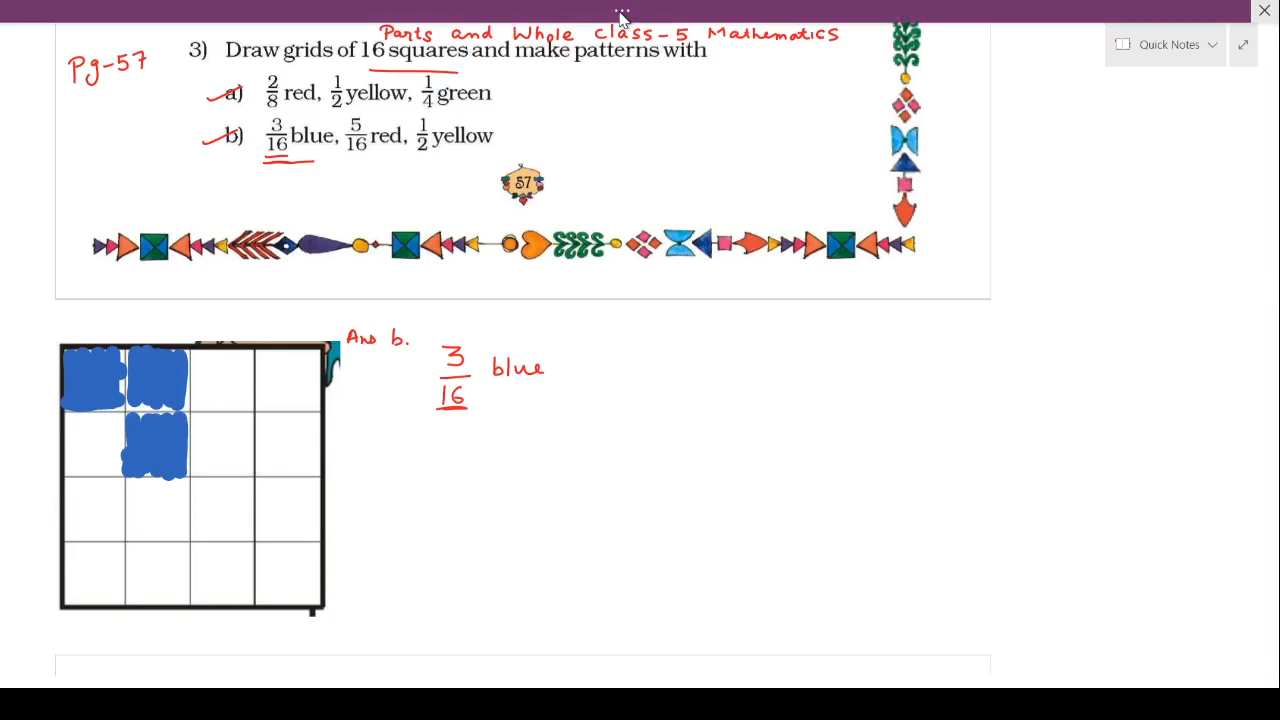 Quick Notes
Parts and Whole Class-5 Mathematics
Pg-57
3) Draw grids of 16 squares and make patterns with
a) 2/8 red, 1/2 yellow, 1/4 green
b) 3/16 blue, 5/16 red, 1/2 yellow
57
Ans b.
3/16 blue